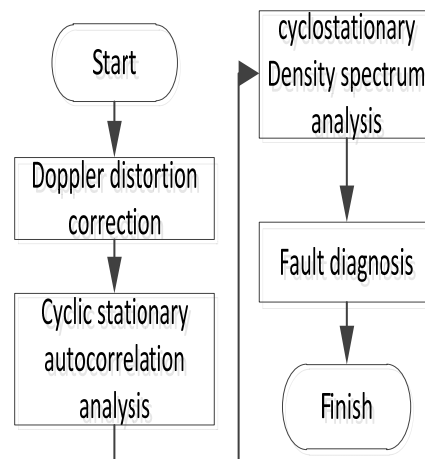 Start
Doppler distortion
correction
Cyclic stationary
autocorrelation
analysis
cyclostationary
Density spectrum
analysis
Fault diagnosis
Finish